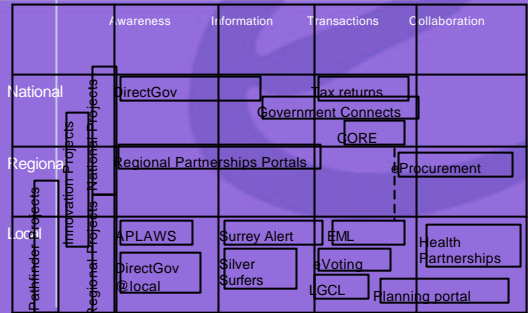 Awareness Information Transactions Collaboration
National
DirectGov
Tax returns
Government Connects
CORE
Regional
Regional Partnerships Portals
eProcurement
Local
APLAWS
Surrey Alert
EML
Health
Partnerships
DirectGov
@local
Silver
Surfers
eVoting
LGCL
Planning portal
Pathfinder Projects
Innovation Projects
Regional Projects
National Projects